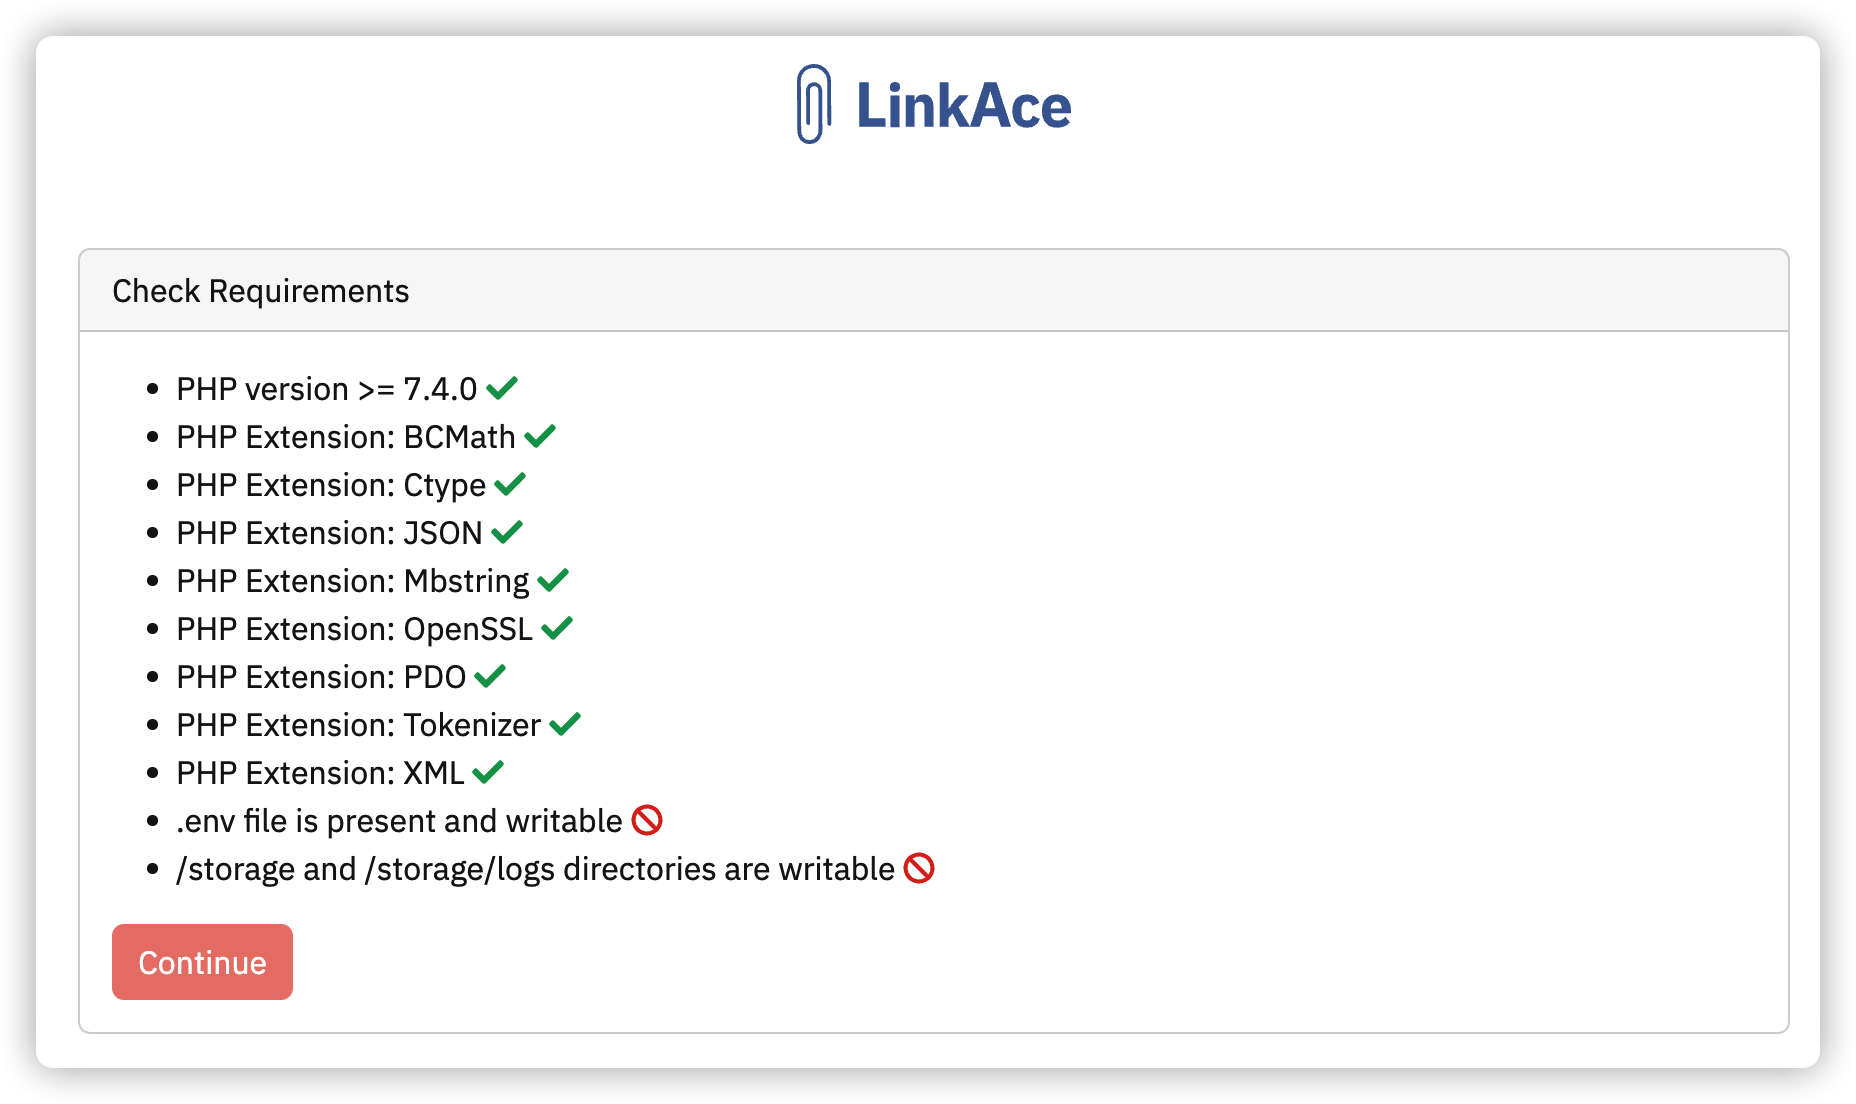 LinkAce
Check Requirements
PHP version >= 7.4.0
PHP Extension: BCMath
PHP Extension: Ctype
PHP Extension: JSON
PHP Extension: Mbstring
PHP Extension: OpenSSL
PHP Extension: PDO
PHP Extension: Tokenizer
PHP Extension: XML
.env file is present and writable
/storage and /storage/logs directories are writable
Continue